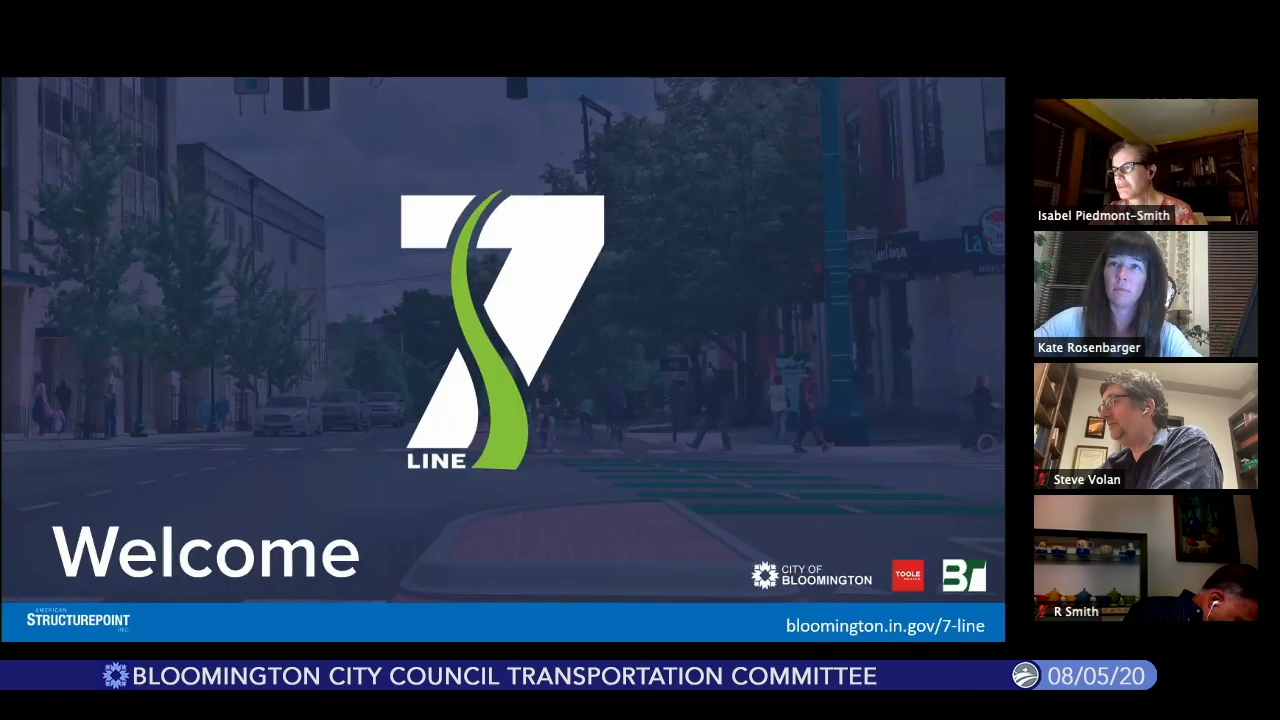 7
LINE
Welcome
CITY OF
BLOOMINGTON
TOOLE
DESIGN
AMERICAN
STRUCTUREPOINT
INC.
bloomington.in.gov/7-line
Isabel Piedmont-Smith
Kate Rosenbarger
Steve Volan
R Smith
BLOOMINGTON CITY COUNCIL TRANSPORTATION COMMITTEE
08/05/20